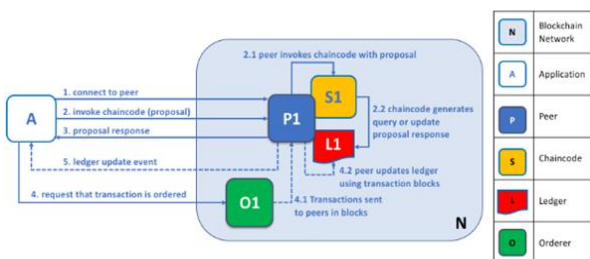 2.1 peer invokes chaincode with proposal
1. connect to peer
2. invoke chaincode (proposal)
3. proposal response
A
P1
S1
L1
2.2 chaincode generates
query or update
proposal response
5. ledger update event
4. request that transaction is ordered
O1
4.1 Transactions sent
to peers in blocks
4.2 peer updates ledger
using transaction blocks
N
N
Blockchain
Network
A
Application
P
Peer
S
Chaincode
L
Ledger
O
Orderer